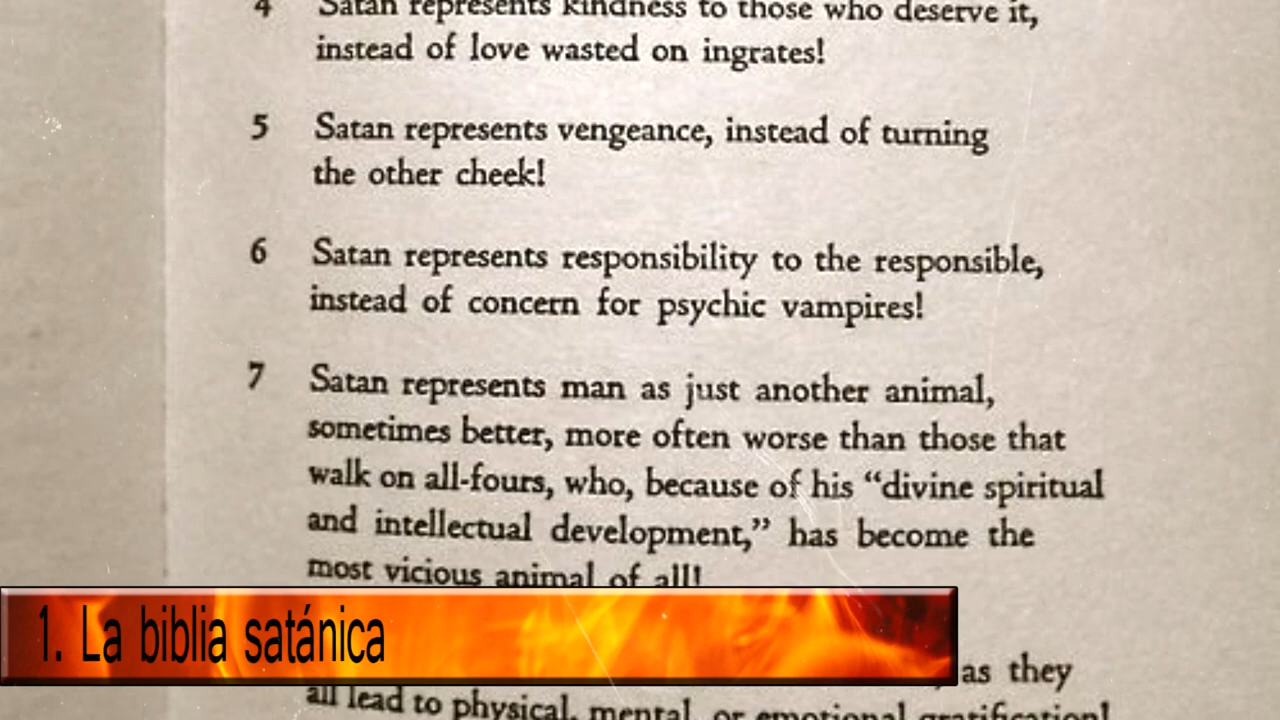 4 Satan represents kindness to those who deserve it,
instead of love wasted on ingrates!
5 Satan represents vengeance, instead of turning
the other cheek!
6 Satan represents responsibility to the responsible,
instead of concern for psychic vampires!
7 Satan represents man as just another animal,
sometimes better, more often worse than those that
walk on all-fours, who, because of his “divine spiritual
and intellectual development,” has become the
most vicious animal of all!
1. La biblia satánica
, as they
all lead to physical, mental, or emotional gratification!